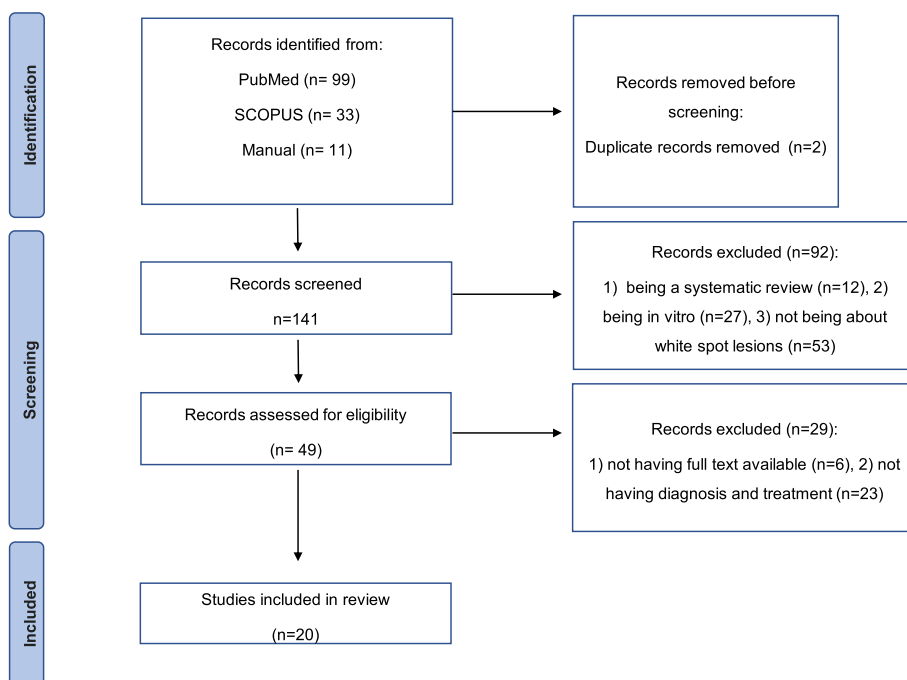 Identification
Records identified from:
PubMed (n= 99)
SCOPUS (n= 33)
Manual (n= 11)
Records removed before
screening:
Duplicate records removed (n=2)
Screening
Records screened
n=141
Records excluded (n=92):
1) being a systematic review (n=12), 2)
being in vitro (n=27), 3) not being about
white spot lesions (n=53)
Records assessed for eligibility
(n= 49)
Records excluded (n=29):
1) not having full text available (n=6), 2) not
having diagnosis and treatment (n=23)
Included
Studies included in review
(n=20)